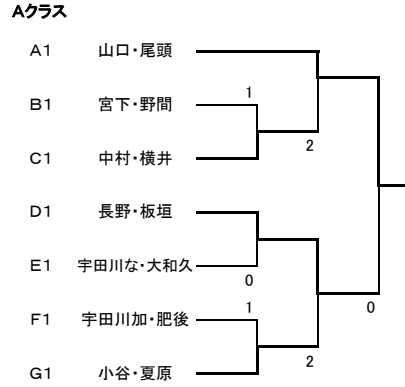 Aクラス
A1 山口・尾頭
B1 宮下・野間 1
C1 中村・横井 2
D1 長野・板垣
E1 宇田川な・大和久 0
F1 宇田川加・肥後 1 0
G1 小谷・夏原 2